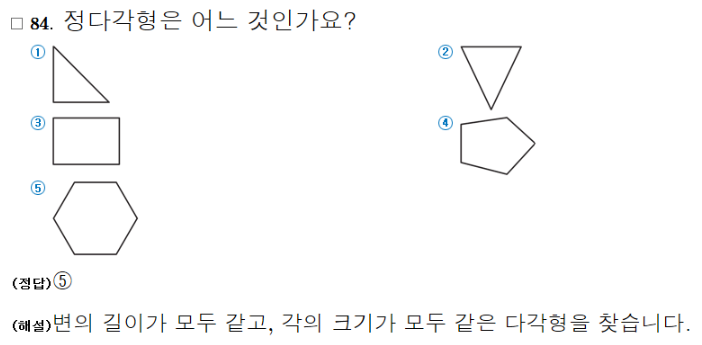 □ 84. 정다각형은 어느 것인가요?
① ②
③ ④
⑤
(정답)⑤
(해설)변의 길이가 모두 같고, 각의 크기가 모두 같은 다각형을 찾습니다.